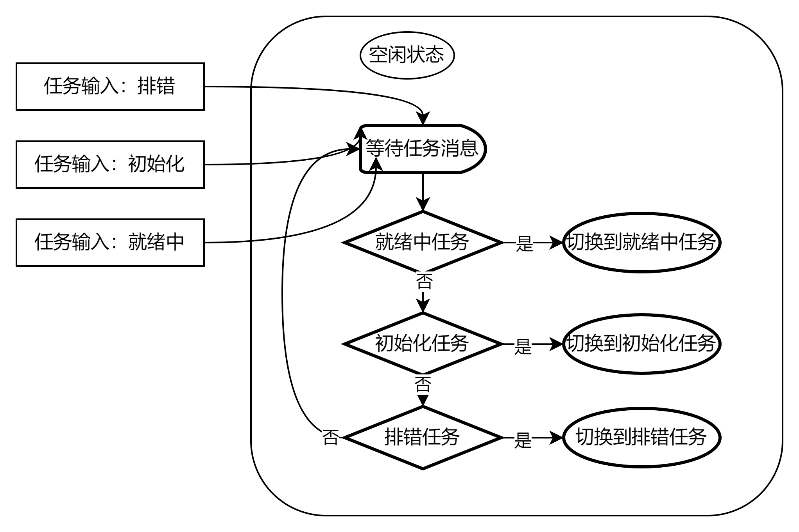 空闲状态
任务输入：排错
等待任务消息
任务输入：初始化
任务输入：就绪中
就绪中任务
是
切换到就绪中任务
否
初始化任务
是
切换到初始化任务
否
排错任务
否
是
切换到排错任务